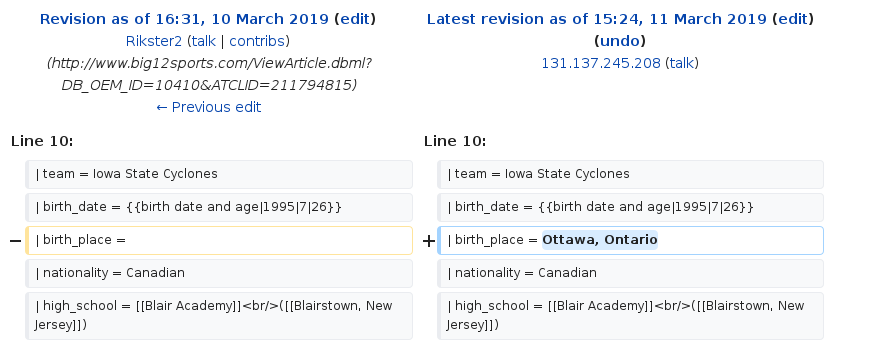 Revision as of 16:31, 10 March 2019 (edit)
Rikster2 (talk | contribs)
(http://www.big12sports.com/ViewArticle.dbml?
DB_OEM_ID=10410&ATCLID=211794815)
← Previous edit
Latest revision as of 15:24, 11 March 2019 (edit)
(undo)
131.137.245.208 (talk)
Line 10:
Line 10:
| team = Iowa State Cyclones
| team = Iowa State Cyclones
| birth_date = {{birth date and age|1995|7|26}}
| birth_date = {{birth date and age|1995|7|26}}
− | birth_place =
+ | birth_place = Ottawa, Ontario
| nationality = Canadian
| nationality = Canadian
| high_school = [[Blair Academy]]<br/>([[Blairstown, New
Jersey]])
| high_school = [[Blair Academy]]<br/>([[Blairstown, New
Jersey]])